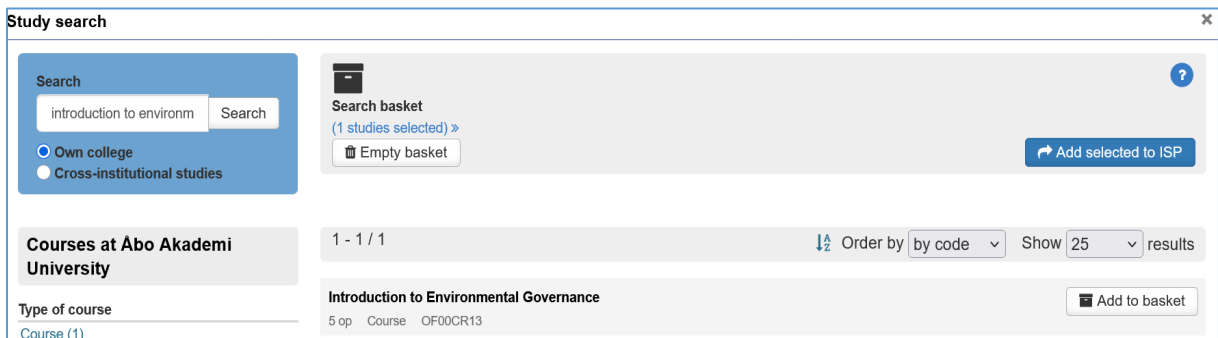 Study search
×
Search
introduction to environm
Search
Own college
Cross-institutional studies
?
Search basket
(1 studies selected) »
Empty basket
Add selected to ISP
Courses at Åbo Akademi
University
Type of course
Course (1)
1 - 1 / 1
Order by by code Show 25 results
Introduction to Environmental Governance
Add to basket
5 op Course OF00CR13